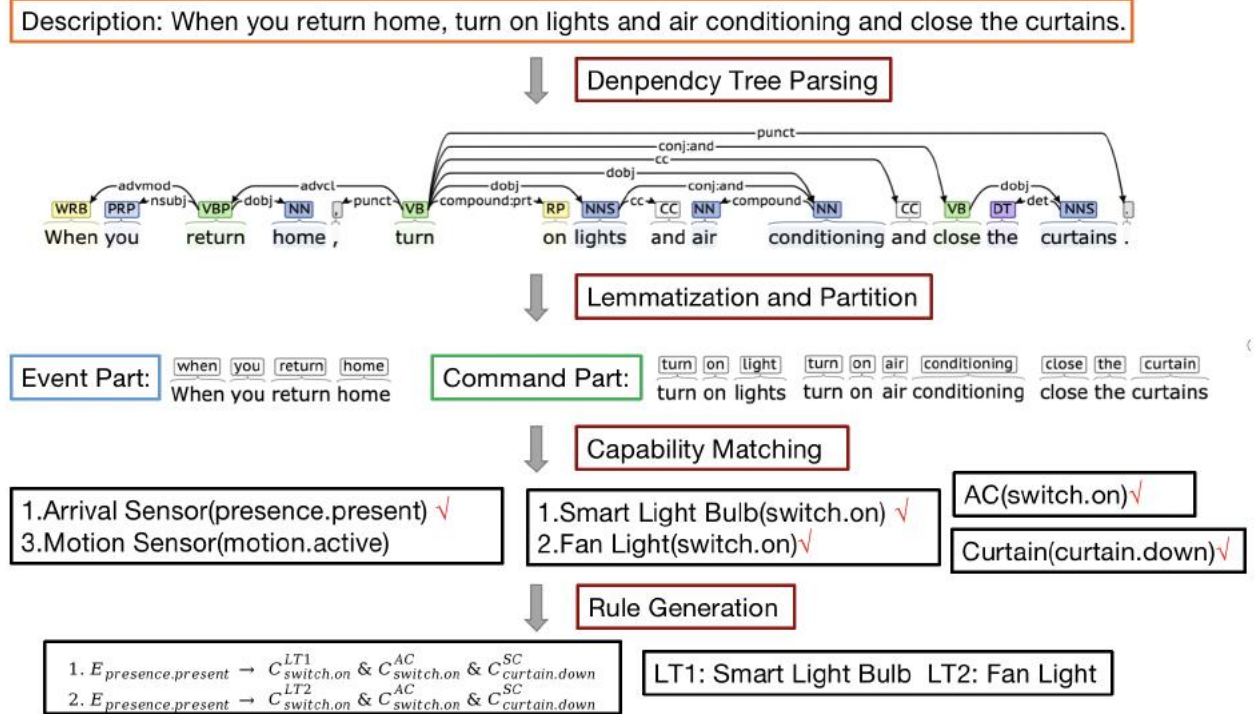 Description: When you return home, turn on lights and air conditioning and close the curtains.
Denpendcy Tree Parsing
punct
conj:and
cc
dobj
advmod advcl dobj conj:and dobj
nsubj dobj punct compound:prt cc compound det
WRB PRP VBP NN , VB RP NNS CC NN NN CC VB DT NNS .
When you return home , turn on lights and air conditioning and close the curtains .
Lemmatization and Partition
Event Part:
when you return home
When you return home
Command Part:
turn on light turn on air conditioning close the curtain
turn on lights turn on air conditioning close the curtains
Capability Matching
1.Arrival Sensor(presence.present) √
3.Motion Sensor(motion.active)
1.Smart Light Bulb(switch.on) √
2.Fan Light(switch.on)√
AC(switch.on)√
Curtain(curtain.down)√
Rule Generation
1. E_presence.present → C^LT1_switch.on & C^AC_switch.on & C^SC_curtain.down
2. E_presence.present → C^LT2_switch.on & C^AC_switch.on & C^SC_curtain.down
LT1: Smart Light Bulb LT2: Fan Light